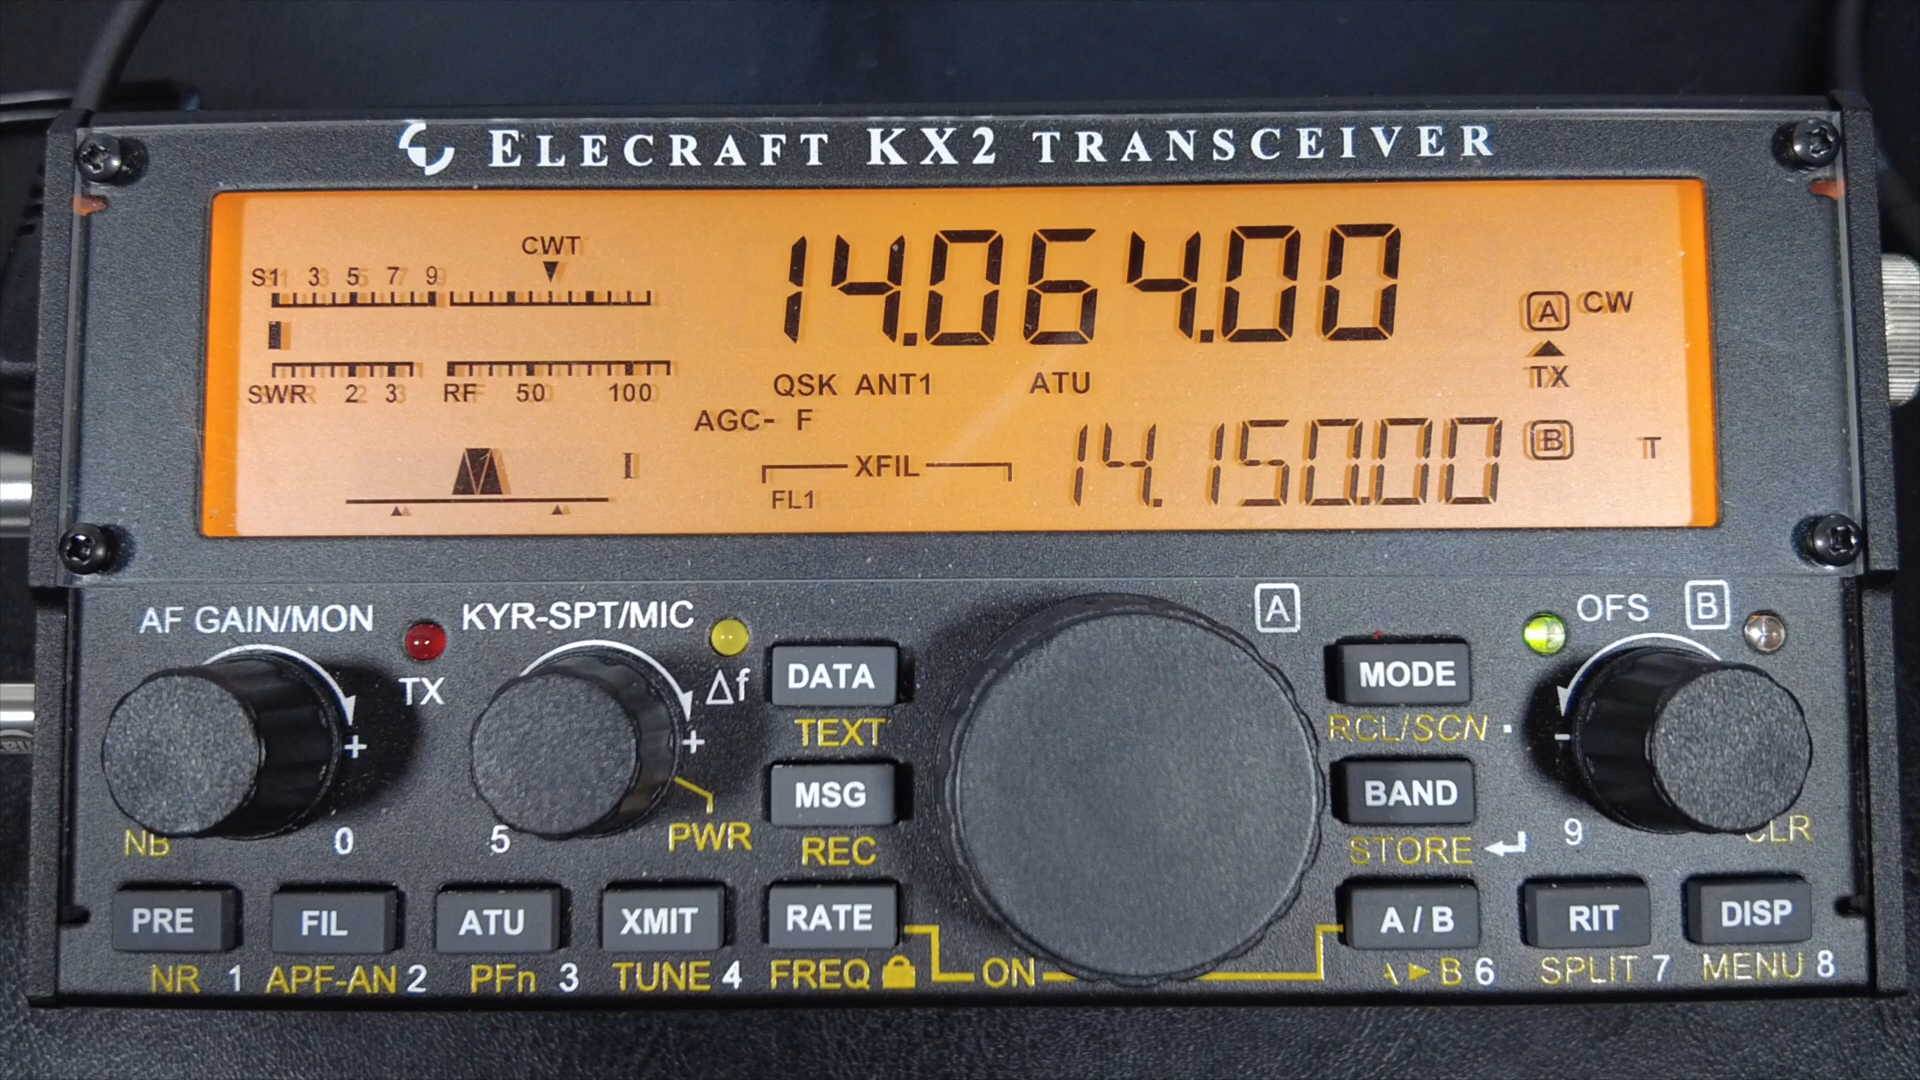 ELECRAFT KX2 TRANSCEIVER
CWT
S1 3 5 7 9
14.064.00
A CW
SWR 2 3 RF 50 100
QSK ANT1 ATU
TX
AGC- F
I
XFIL
FL1
14.150.00
B T
AF GAIN/MON
TX
KYR-SPT/MIC
Δf
A
OFS B
DATA
TEXT
MODE
RCL/SCN .
+ + -
MSG
REC
BAND
STORE
NB 0 5 PWR
9 CLR
PRE FIL ATU XMIT RATE A / B RIT DISP
NR 1 APF-AN 2 PFn 3 TUNE 4 FREQ ON A ► B 6 SPLIT 7 MENU 8